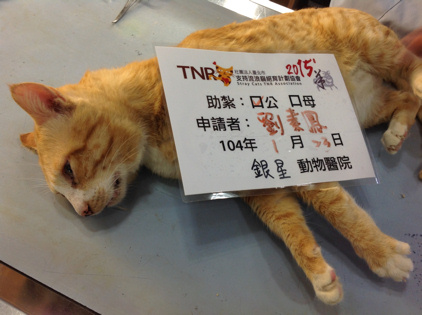 TNR 社團法人臺北市 2015
支持流浪貓絕育計劃協會
Stray Cats TNR Association
助紮：口公 口母
申請者：劉素鳳
104年 1 月 23 日
銀星 動物醫院